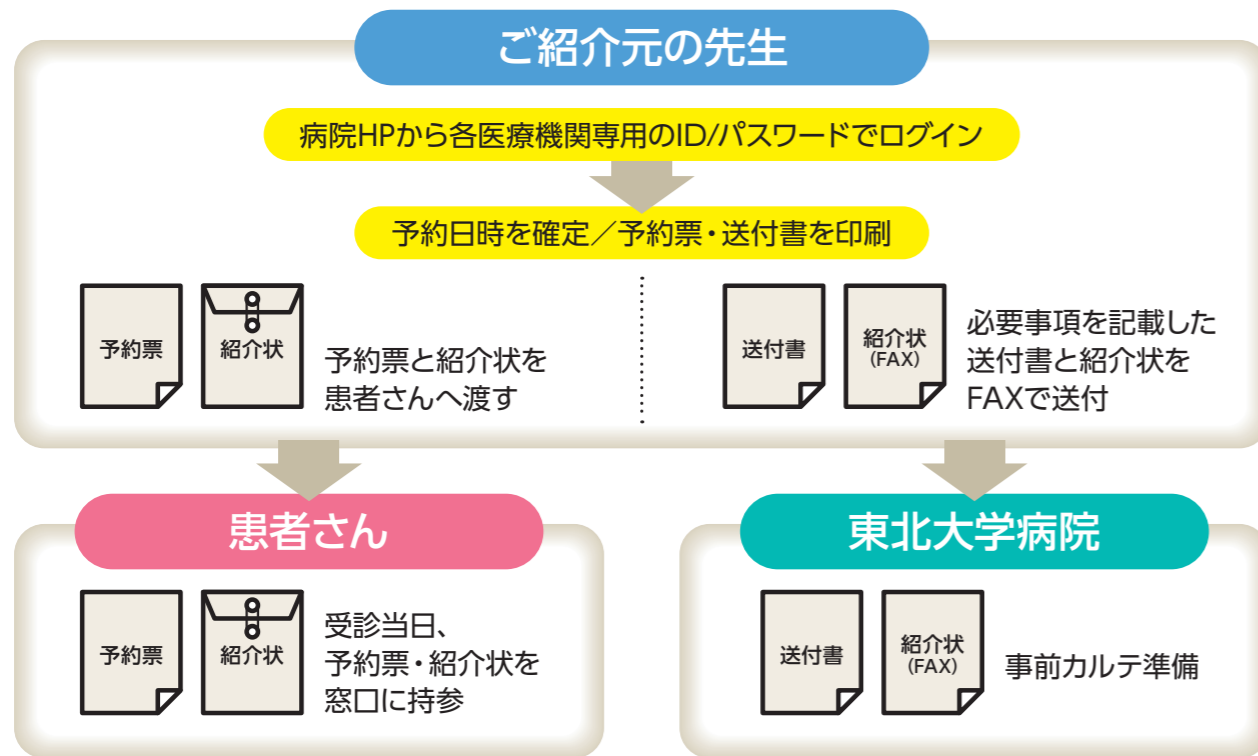 ご紹介元の先生
病院HPから各医療機関専用のID/パスワードでログイン
予約日時を確定／予約票・送付書を印刷
予約票
紹介状
予約票と紹介状を
患者さんへ渡す
送付書
紹介状
(FAX)
必要事項を記載した
送付書と紹介状を
FAXで送付
患者さん
予約票
紹介状
受診当日、
予約票・紹介状を
窓口に持参
東北大学病院
送付書
紹介状
(FAX)
事前カルテ準備